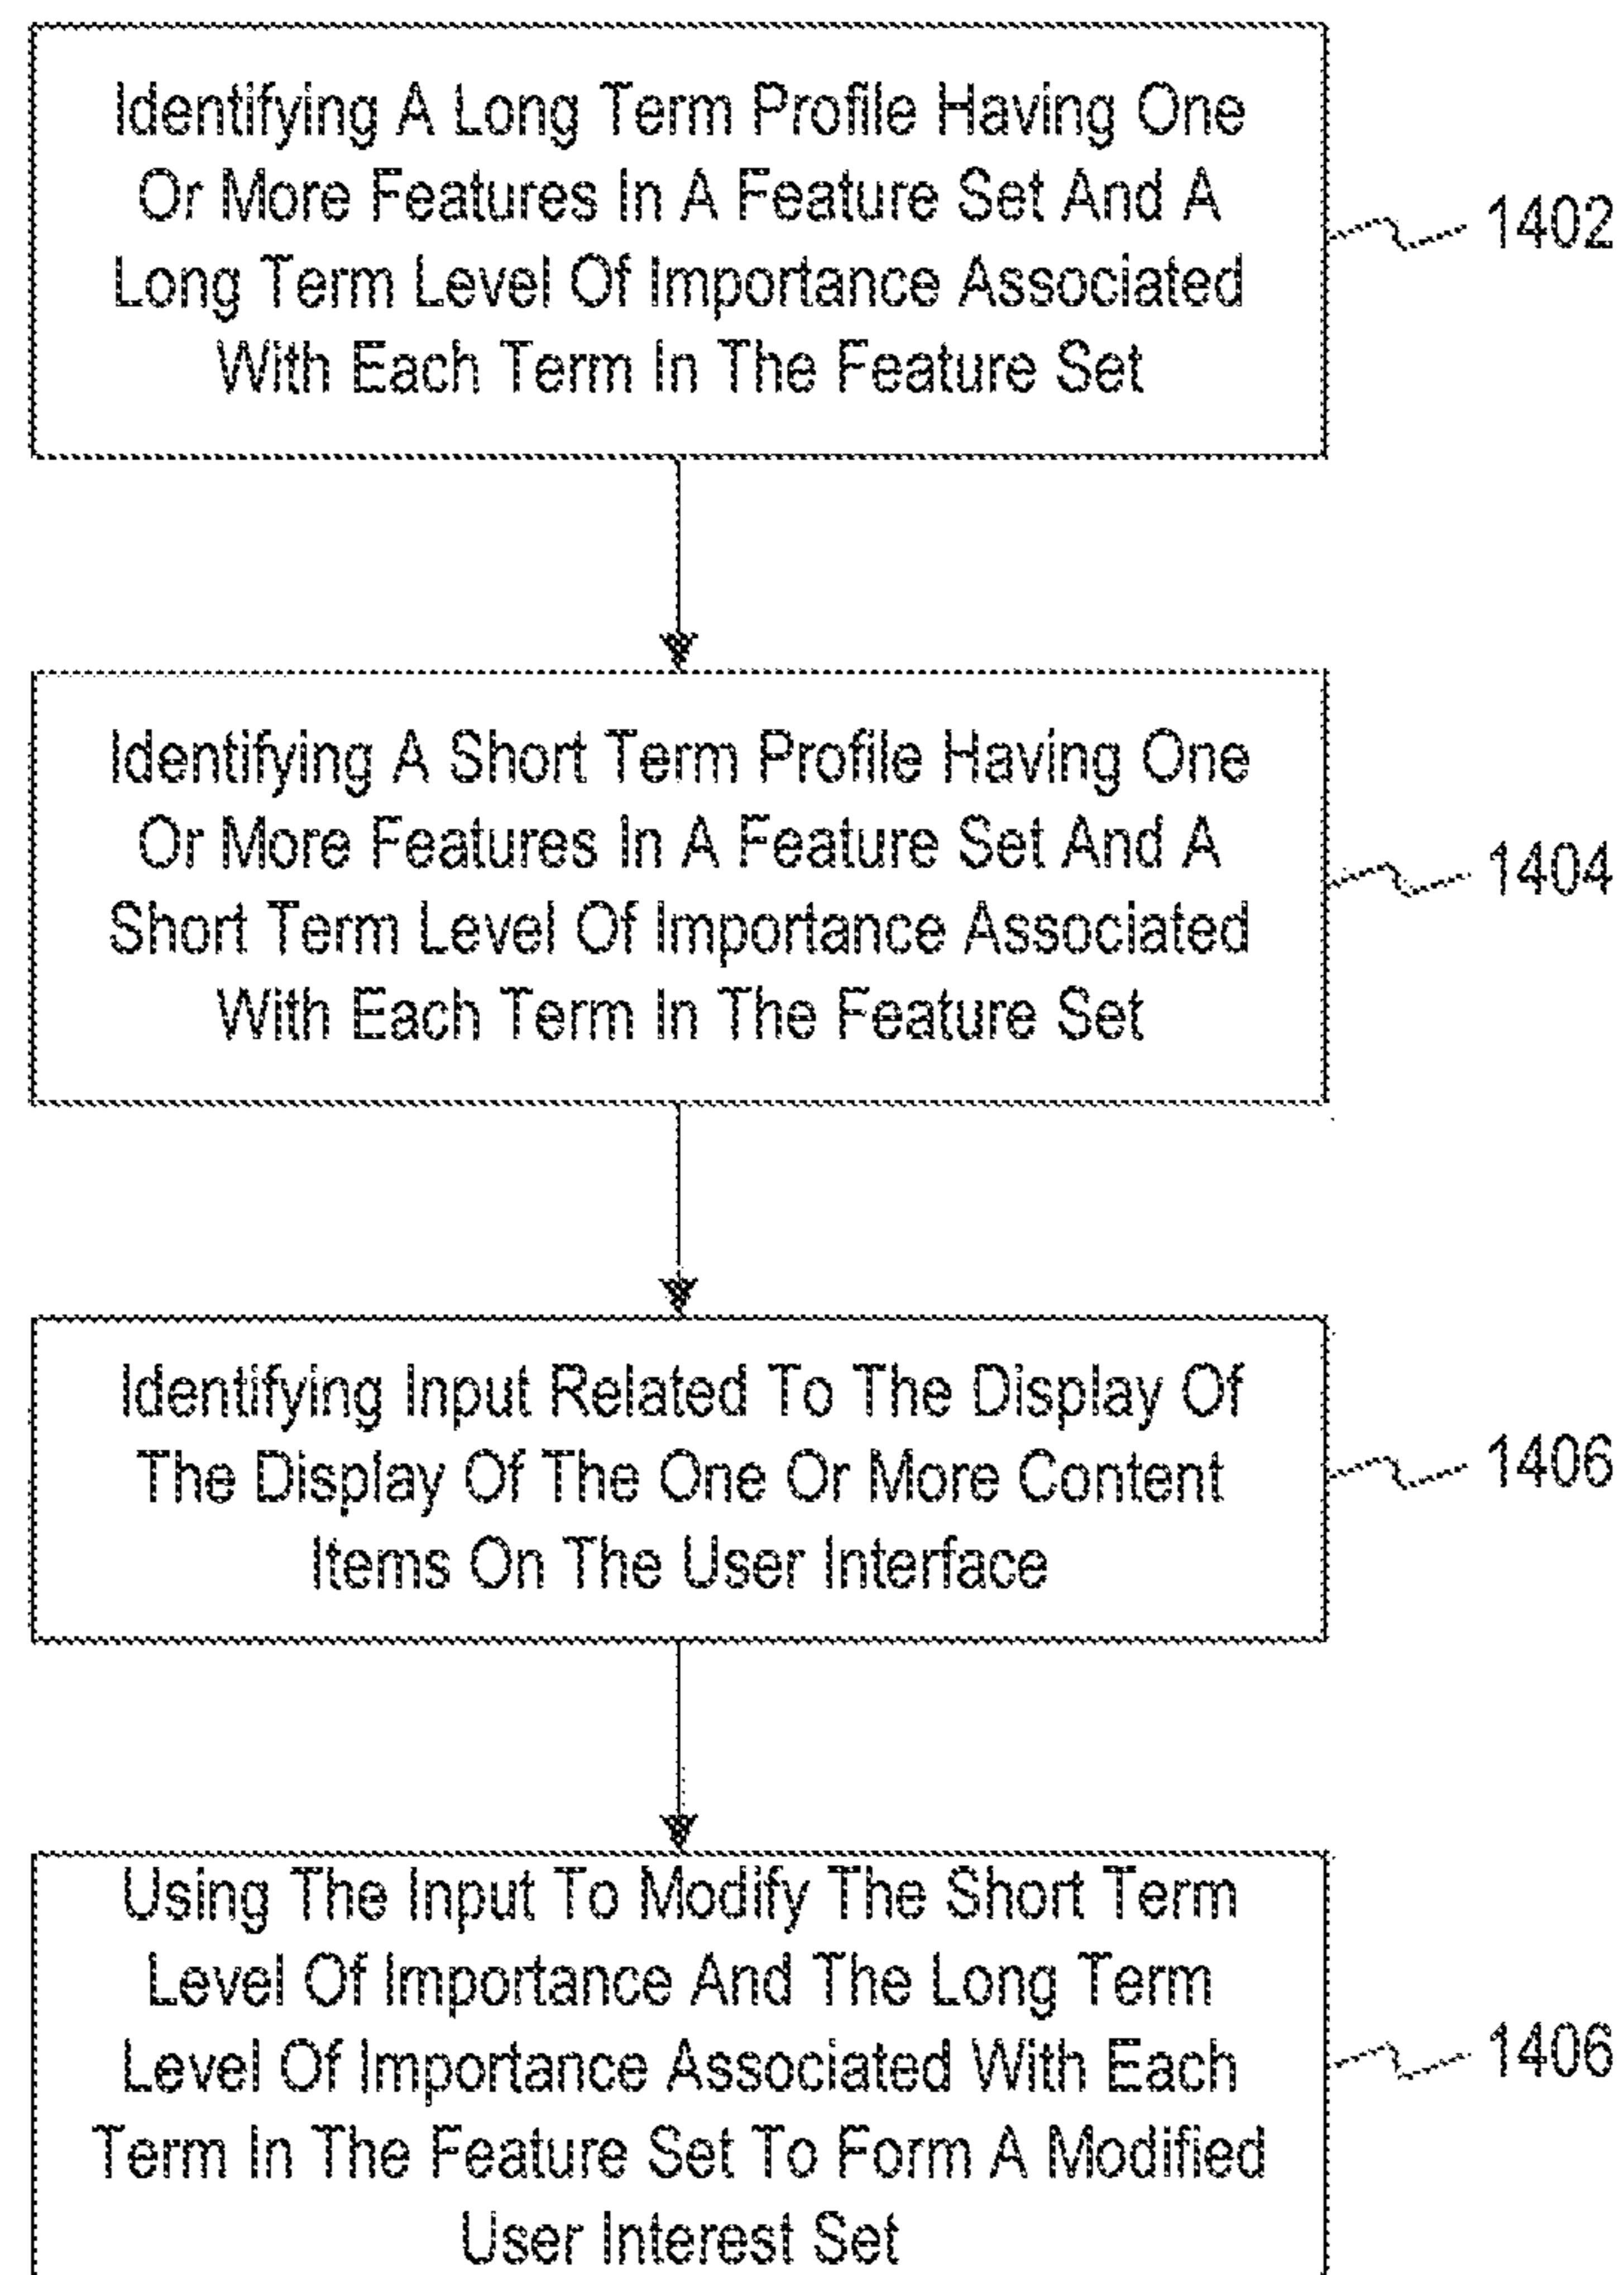 Identifying A Long Term Profile Having One
Or More Features In A Feature Set And A
Long Term Level Of Importance Associated
With Each Term In The Feature Set
1402
Identifying A Short Term Profile Having One
Or More Features In A Feature Set And A
Short Term Level Of Importance Associated
With Each Term In The Feature Set
1404
Identifying Input Related To The Display Of
The Display Of The One Or More Content
Items On The User Interface
1406
Using The Input To Modify The Short Term
Level Of Importance And The Long Term
Level Of Importance Associated With Each
Term In The Feature Set To Form A Modified
User Interest Set
1406